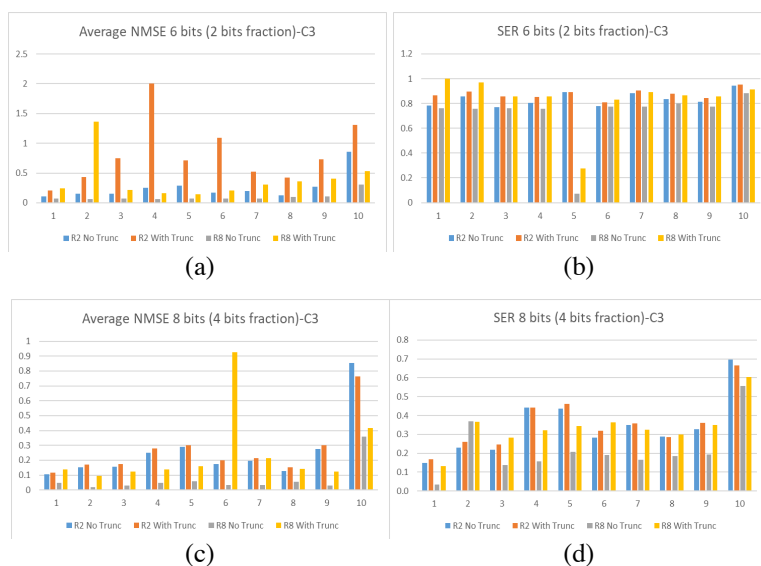 Average NMSE 6 bits (2 bits fraction)-C3
2.5
2
1.5
1
0.5
0
1 2 3 4 5 6 7 8 9 10
R2 No Trunc R2 With Trunc R8 No Trunc R8 With Trunc
(a)
SER 6 bits (2 bits fraction)-C3
1.2
1
0.8
0.6
0.4
0.2
0
1 2 3 4 5 6 7 8 9 10
R2 No Trunc R2 With Trunc R8 No Trunc R8 With Trunc
(b)
Average NMSE 8 bits (4 bits fraction)-C3
1
0.9
0.8
0.7
0.6
0.5
0.4
0.3
0.2
0.1
0
1 2 3 4 5 6 7 8 9 10
R2 No Trunc R2 With Trunc R8 No Trunc R8 With Trunc
(c)
SER 8 bits (4 bits fraction)-C3
0.8
0.7
0.6
0.5
0.4
0.3
0.2
0.1
0.0
1 2 3 4 5 6 7 8 9 10
R2 No Trunc R2 With Trunc R8 No Trunc R8 With Trunc
(d)